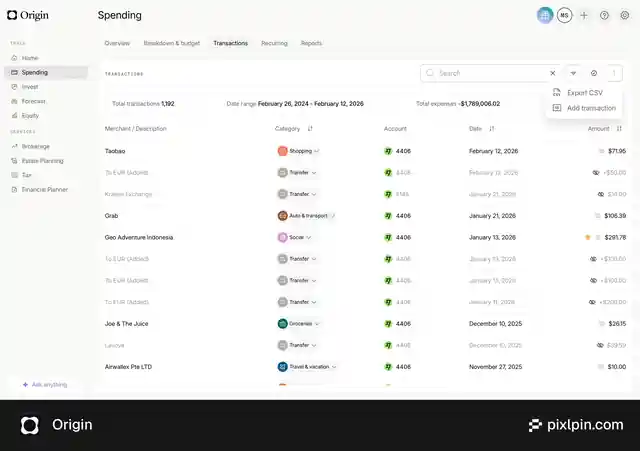 Origin
Spending
MS
TOOLS
Home
Spending
Invest
Forecast
Equity
SERVICES
Brokerage
Estate Planning
Tax
Financial Planner
Ask anything
Overview Breakdown & budget Transactions Recurring Reports
TRANSACTIONS
Search
Export CSV
Add transaction
Total transactions 1,192 Date range February 26, 2024 - February 12, 2026 Total expenses -$1,789,006.02
Merchant / Description Category Account Date Amount
Taobao Shopping 4406 February 12, 2026 $71.95
To EUR (Added) Transfer 4406 February 12, 2026 +$50.00
Kraken Exchange Transfer January 21, 2026
Grab Auto & transport 4406 January 21, 2026 $106.39
Geo Adventure Indonesia Social 4406 January 13, 2026 $291.78
To EUR (Added) Transfer 4406 January 13, 2026 +$100.00
To EUR (Added) Transfer 4406 January 13, 2026 +$100.00
To EUR (Added) Transfer 4406 January 11, 2026 +$200.00
Joe & The Juice Groceries 4406 December 10, 2025 $26.15
Transfer 4406 December 10, 2025
Airwallex Pte LTD Travel & vacation 4406 November 27, 2025 $10.00
Origin
pixlpin.com